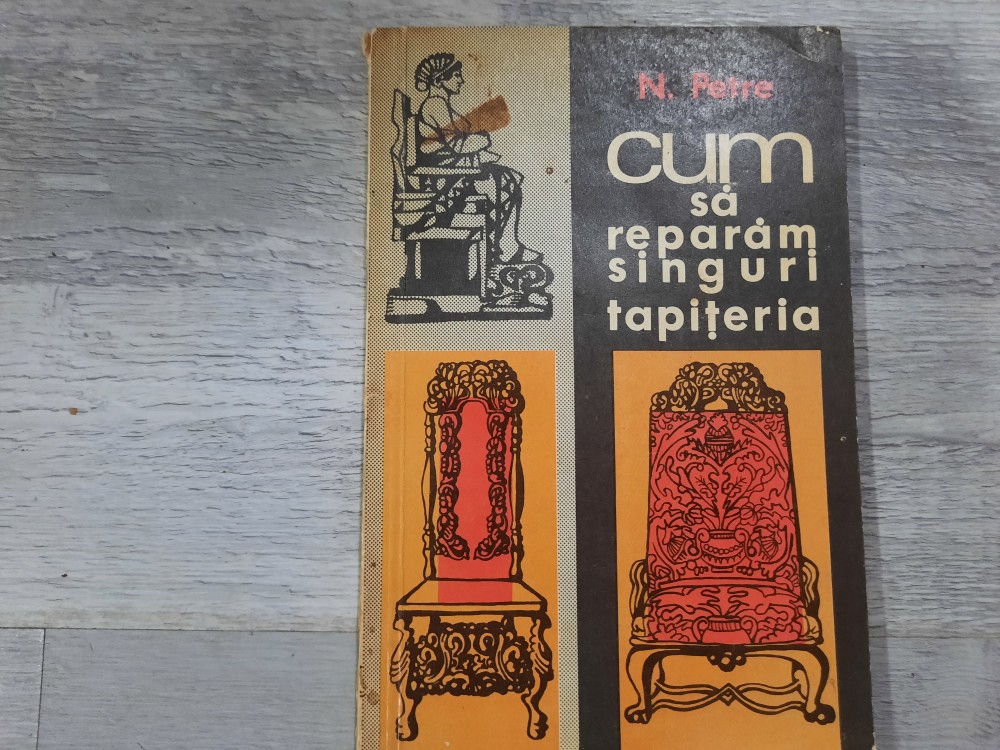 N. Petre
cum
să
reparăm
singuri
tapițeria